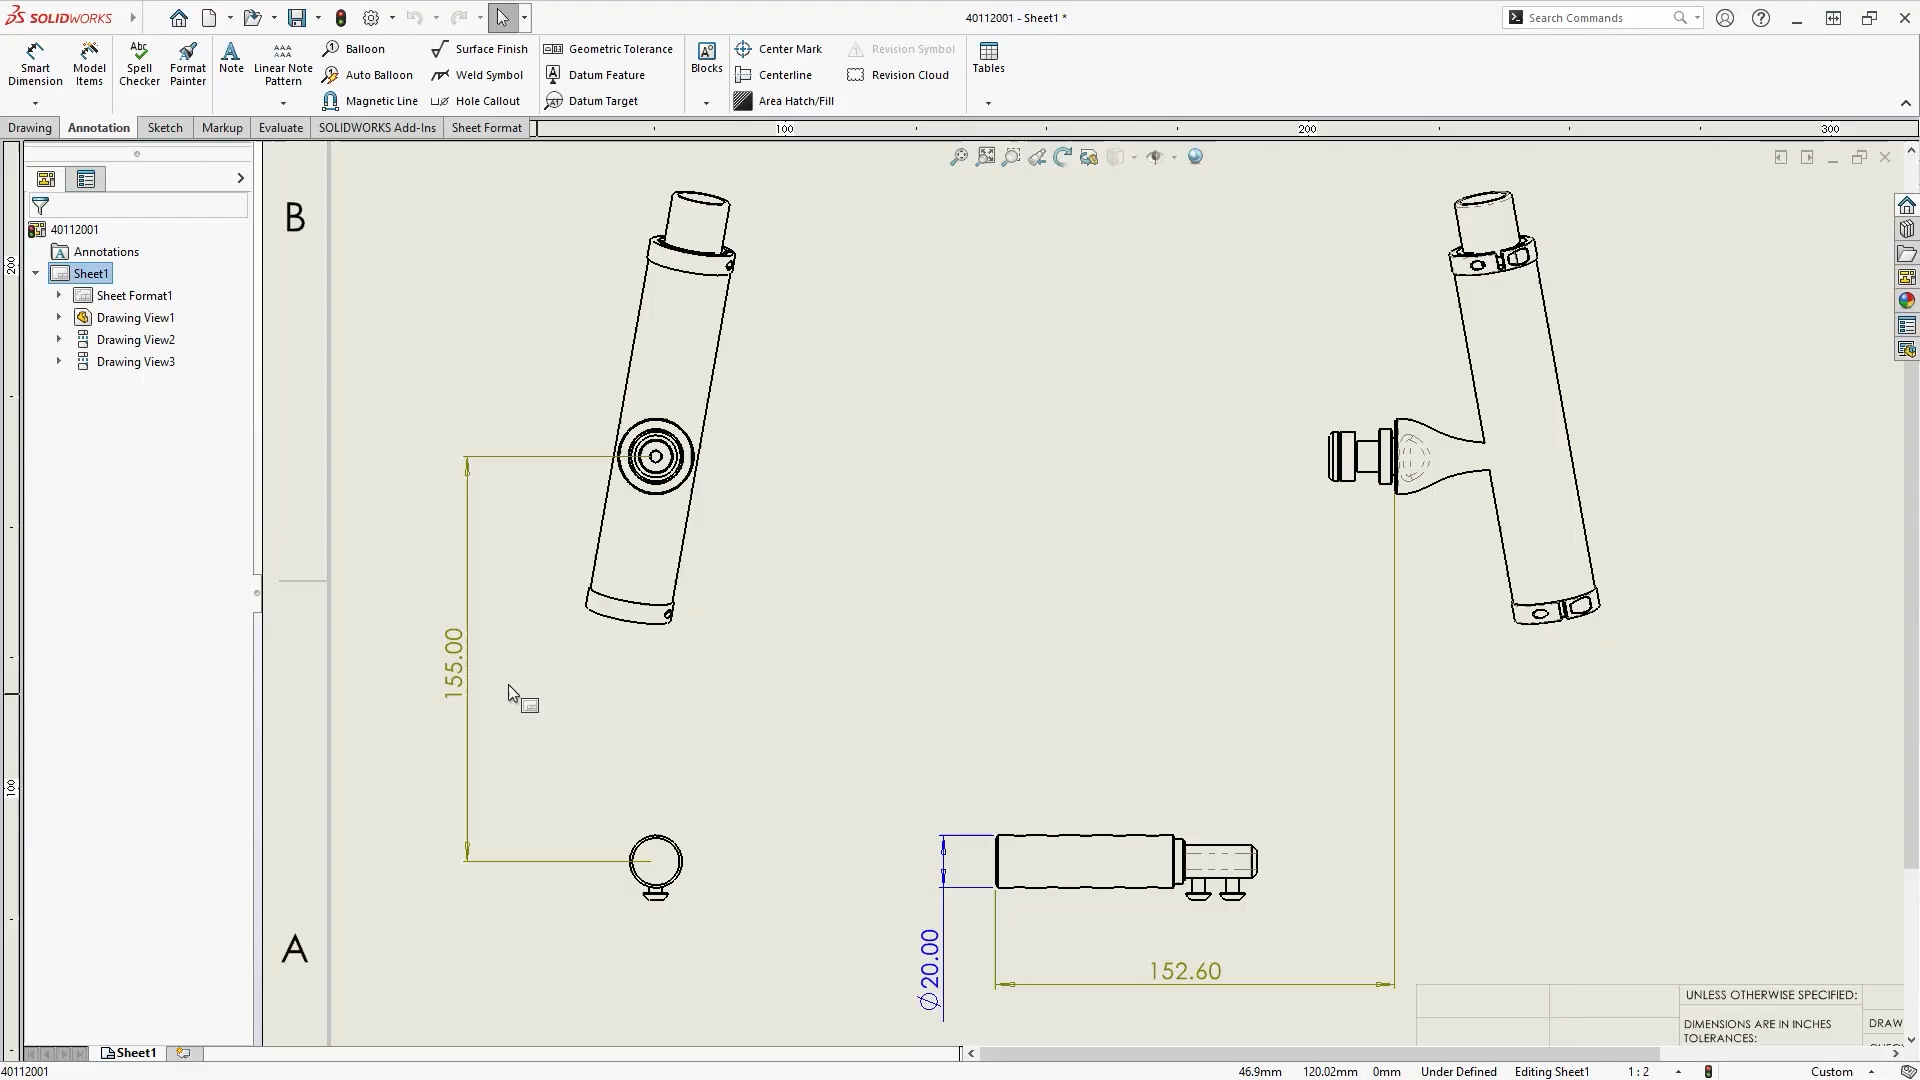 SOLIDWORKS
40112001 - Sheet1 *
Search Commands
Smart Dimension
Model Items
Spell Checker
Format Painter
Note
Linear Note Pattern
Balloon
Auto Balloon
Magnetic Line
Surface Finish
Weld Symbol
Hole Callout
Geometric Tolerance
Datum Feature
Datum Target
Blocks
Center Mark
Centerline
Area Hatch/Fill
Revision Symbol
Revision Cloud
Tables
Drawing
Annotation
Sketch
Markup
Evaluate
SOLIDWORKS Add-Ins
Sheet Format
100
200
300
40112001
Annotations
Sheet1
Sheet Format1
Drawing View1
Drawing View2
Drawing View3
200
100
B
A
155.00
∅20.00
152.60
UNLESS OTHERWISE SPECIFIED:
DIMENSIONS ARE IN INCHES
TOLERANCES:
DRAW
Sheet1
40112001
46.9mm
120.02mm
0mm
Under Defined
Editing Sheet1
1 : 2
Custom